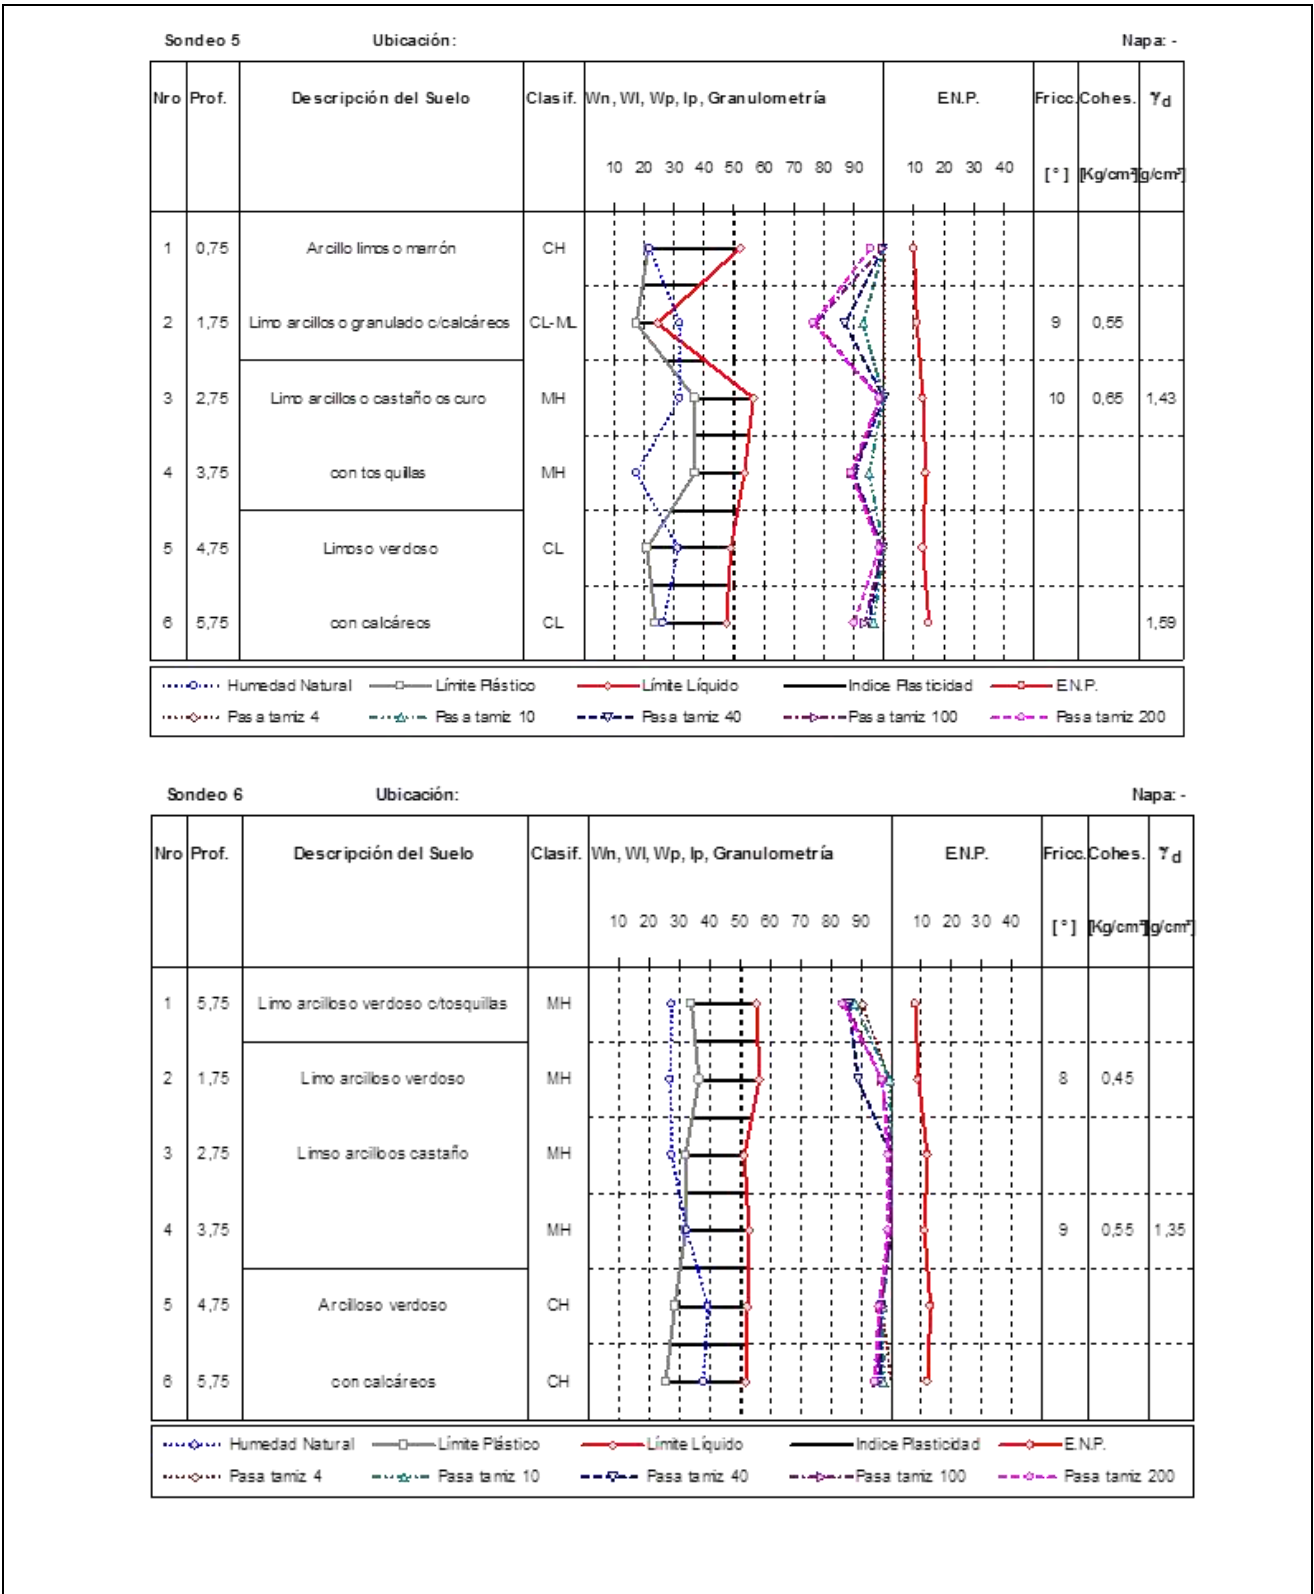 Sondeo 5 Ubicación: Napa: -
Nro Prof. Descripción del Suelo Clasif. Wn, Wl, Wp, Ip, Granulometría E.N.P. Fricc. Cohes. γd
10 20 30 40 50 60 70 80 90 10 20 30 40 [°] [Kg/cm²] [g/cm³]
1 0,75 Arcillo limoso marrón CH
2 1,75 Limo arcilloso granulado c/calcáreos CL-ML 9 0,55
3 2,75 Limo arcilloso castaño oscuro MH 10 0,65 1,43
4 3,75 con tosquillas MH
5 4,75 Limoso verdoso CL
6 5,75 con calcáreos CL 1,59
Humedad Natural Límite Plástico Límite Líquido Indice Plasticidad E.N.P.
Pasa tamiz 4 Pasa tamiz 10 Pasa tamiz 40 Pasa tamiz 100 Pasa tamiz 200
Sondeo 6 Ubicación: Napa: -
Nro Prof. Descripción del Suelo Clasif. Wn, Wl, Wp, Ip, Granulometría E.N.P. Fricc. Cohes. γd
10 20 30 40 50 60 70 80 90 10 20 30 40 [°] [Kg/cm²] [g/cm³]
1 5,75 Limo arcilloso verdoso c/tosquillas MH
2 1,75 Limo arcilloso verdoso MH 8 0,45
3 2,75 Limso arcilloos castaño MH
4 3,75 MH 9 0,55 1,35
5 4,75 Arcilloso verdoso CH
6 5,75 con calcáreos CH
Humedad Natural Límite Plástico Límite Líquido Indice Plasticidad E.N.P.
Pasa tamiz 4 Pasa tamiz 10 Pasa tamiz 40 Pasa tamiz 100 Pasa tamiz 200